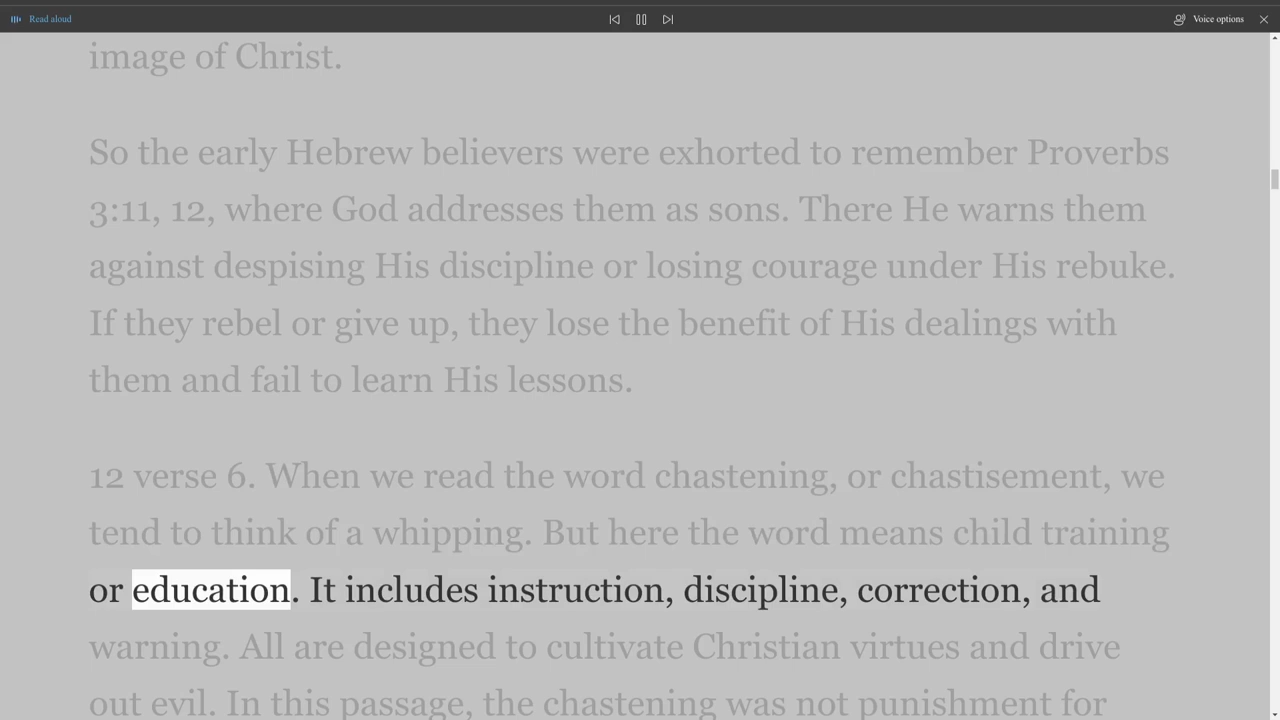 Read aloud
Voice options
image of Christ.
So the early Hebrew believers were exhorted to remember Proverbs
3:11, 12, where God addresses them as sons. There He warns them
against despising His discipline or losing courage under His rebuke.
If they rebel or give up, they lose the benefit of His dealings with
them and fail to learn His lessons.
12 verse 6. When we read the word chastening, or chastisement, we
tend to think of a whipping. But here the word means child training
or education. It includes instruction, discipline, correction, and
warning. All are designed to cultivate Christian virtues and drive
out evil. In this passage, the chastening was not punishment for